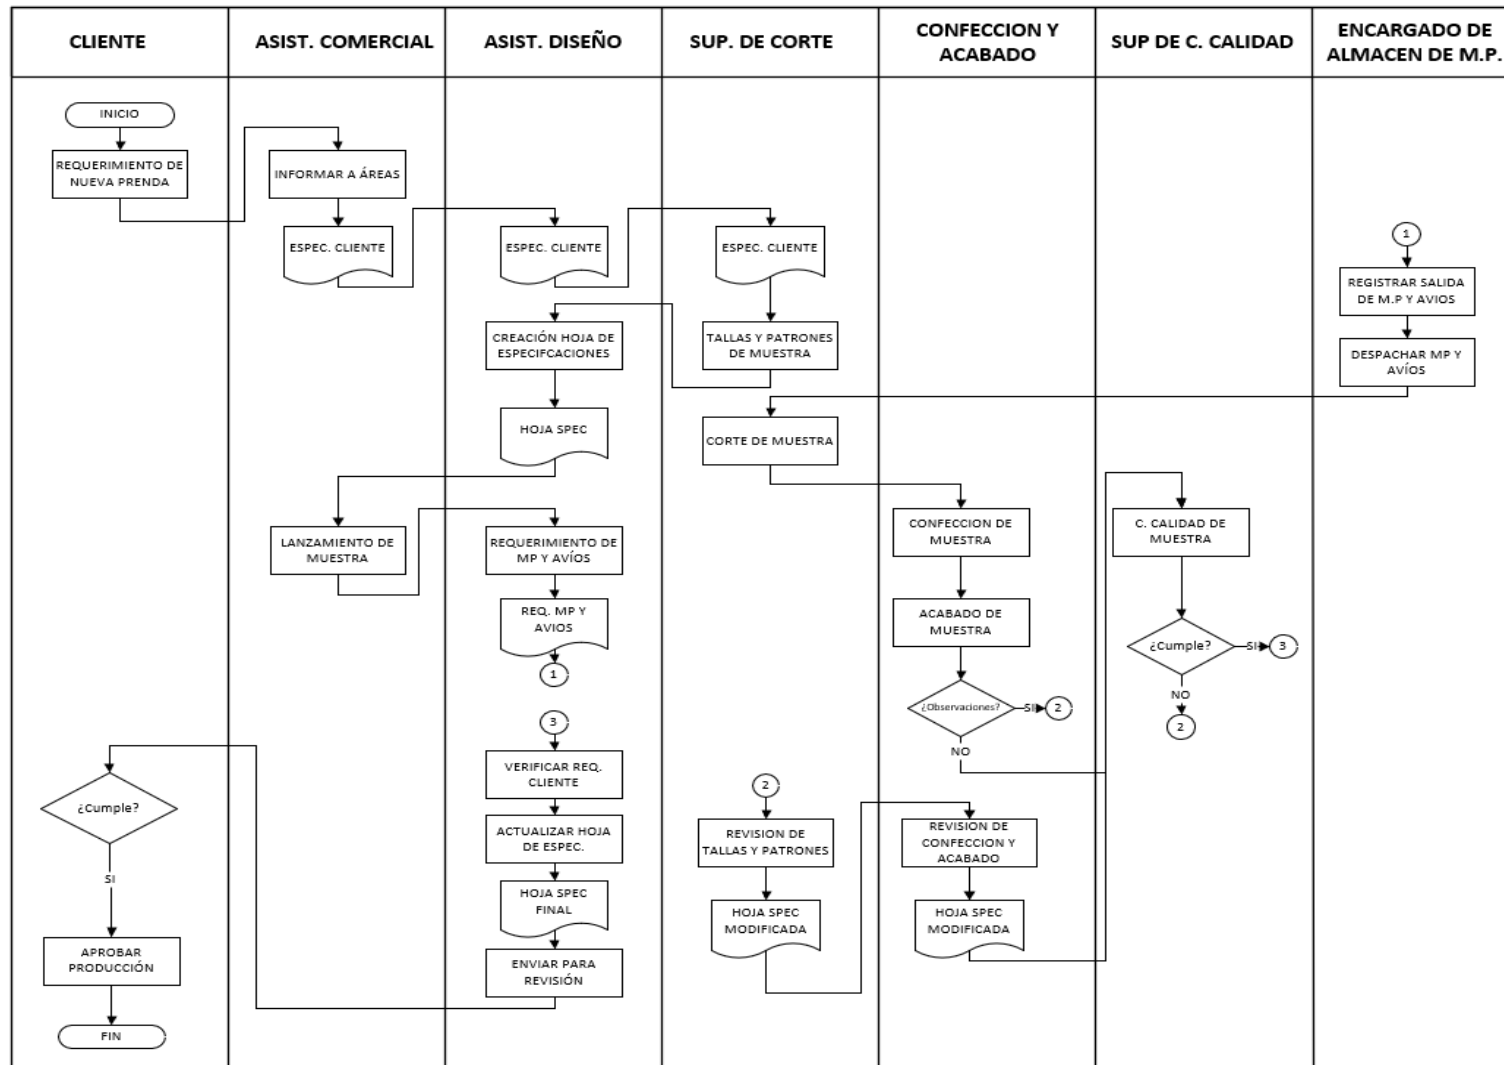 CLIENTE
ASIST. COMERCIAL
ASIST. DISEÑO
SUP. DE CORTE
CONFECCION Y
ACABADO
SUP DE C. CALIDAD
ENCARGADO DE
ALMACEN DE M.P.
INICIO
REQUERIMIENTO DE
NUEVA PRENDA
INFORMAR A ÁREAS
ESPEC. CLIENTE
ESPEC. CLIENTE
ESPEC. CLIENTE
1
REGISTRAR SALIDA
DE M.P Y AVIOS
CREACIÓN HOJA DE
ESPECIFCACIONES
TALLAS Y PATRONES
DE MUESTRA
DESPACHAR MP Y
AVÍOS
HOJA SPEC
CORTE DE MUESTRA
LANZAMIENTO DE
MUESTRA
REQUERIMIENTO DE
MP Y AVÍOS
CONFECCION DE
MUESTRA
C. CALIDAD DE
MUESTRA
REQ. MP Y
AVIOS
1
ACABADO DE
MUESTRA
¿Cumple?
SI
3
NO
2
¿Observaciones?
SI
2
NO
3
VERIFICAR REQ.
CLIENTE
¿Cumple?
SI
2
ACTUALIZAR HOJA
DE ESPEC.
REVISION DE
TALLAS Y PATRONES
REVISION DE
CONFECCION Y
ACABADO
HOJA SPEC
FINAL
HOJA SPEC
MODIFICADA
HOJA SPEC
MODIFICADA
APROBAR
PRODUCCIÓN
ENVIAR PARA
REVISIÓN
FIN